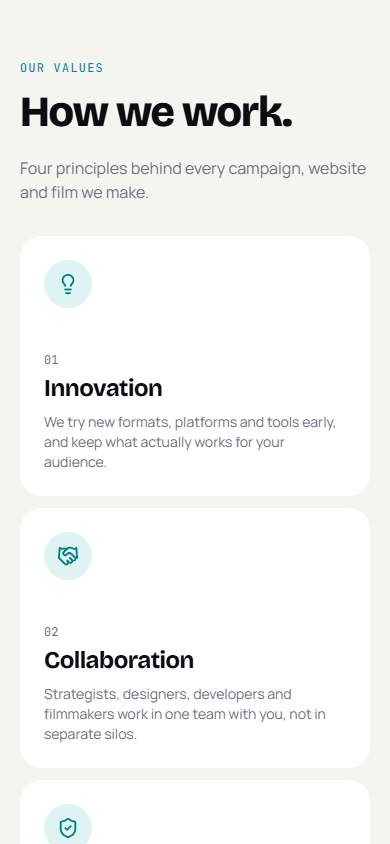 OUR VALUES
How we work.
Four principles behind every campaign, website
and film we make.
01
Innovation
We try new formats, platforms and tools early,
and keep what actually works for your
audience.
02
Collaboration
Strategists, designers, developers and
filmmakers work in one team with you, not in
separate silos.